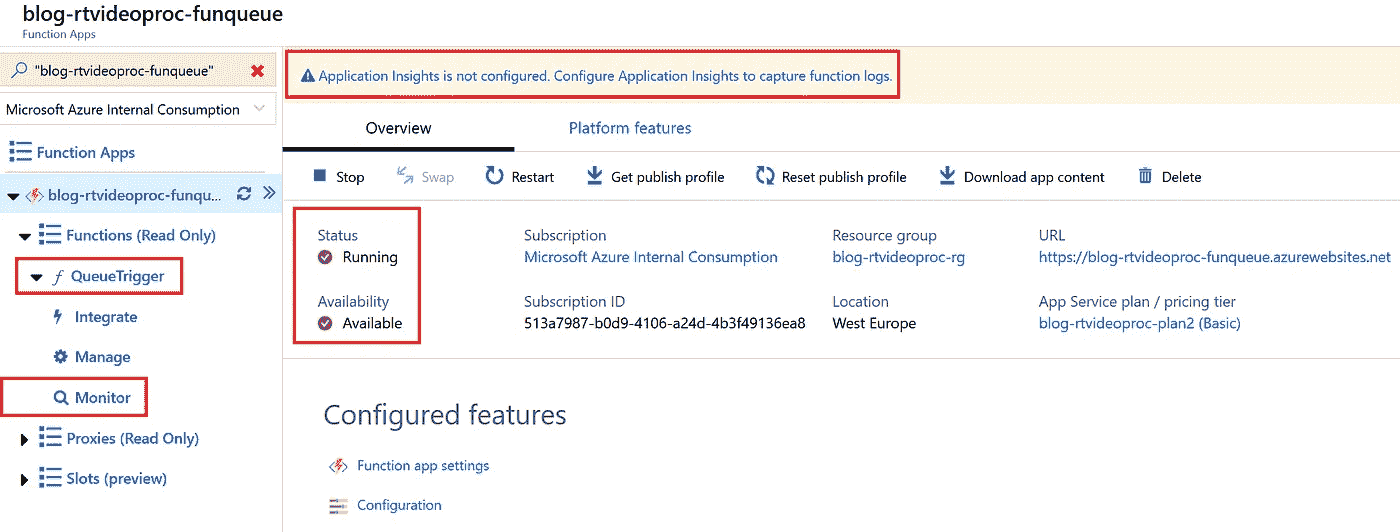 blog-rtvideoproc-funqueue
Function Apps
"blog-rtvideoproc-funqueue"
Microsoft Azure Internal Consumption
Function Apps
blog-rtvideoproc-funqu...
Functions (Read Only)
QueueTrigger
Integrate
Manage
Monitor
Proxies (Read Only)
Slots (preview)
Application Insights is not configured. Configure Application Insights to capture function logs.
Overview Platform features
Stop Swap Restart Get publish profile Reset publish profile Download app content Delete
Status Subscription Resource group URL
Running Microsoft Azure Internal Consumption blog-rtvideoproc-rg https://blog-rtvideoproc-funqueue.azurewebsites.net
Availability Subscription ID Location App Service plan / pricing tier
Available 513a7987-b0d9-4106-a24d-4b3f49136ea8 West Europe blog-rtvideoproc-plan2 (Basic)
Configured features
Function app settings
Configuration